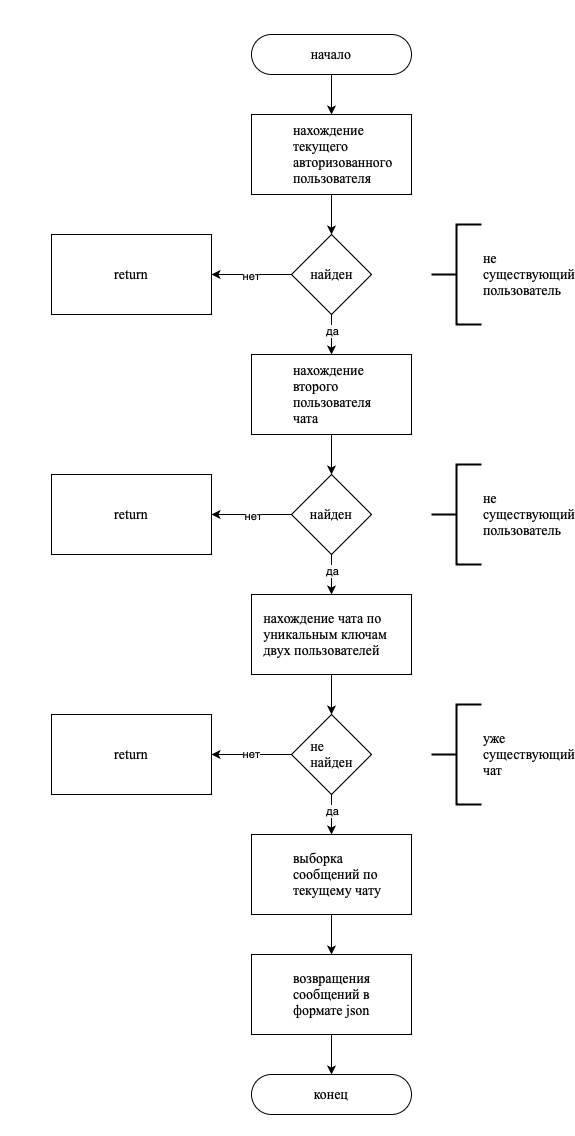 начало
нахождение
текущего
авторизованного
пользователя
return
нет
найден
не
существующий
пользователь
да
нахождение
второго
пользователя
чата
return
нет
найден
не
существующий
пользователь
да
нахождение чата по
уникальным ключам
двух пользователей
return
нет
не
найден
уже
существующий
чат
да
выборка
сообщений по
текущему чату
возвращения
сообщений в
формате json
конец